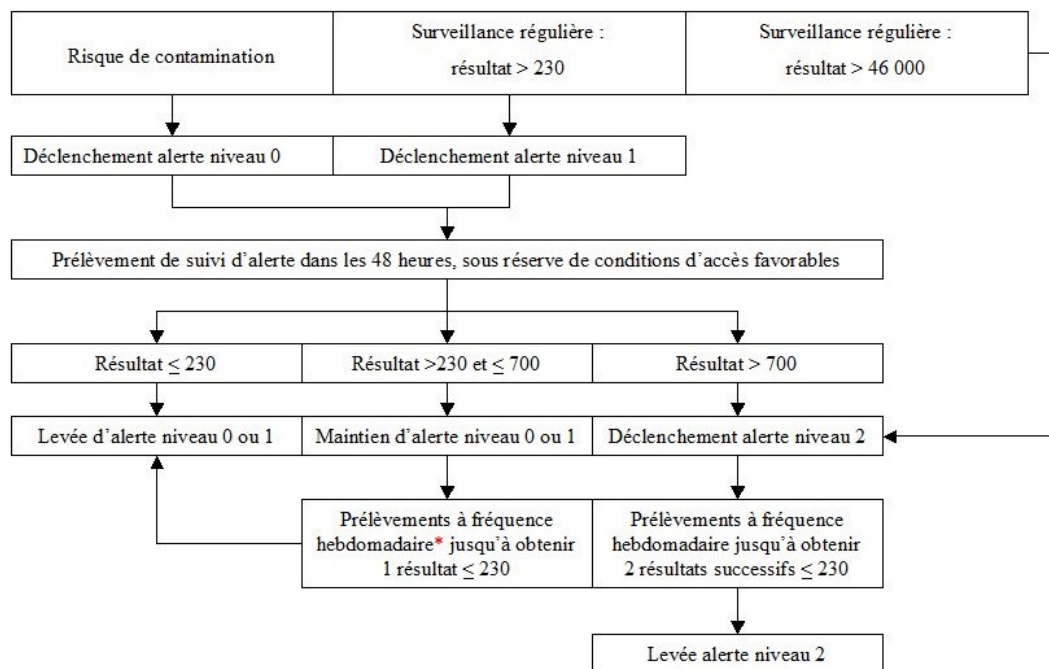 Risque de contamination
Surveillance régulière :
résultat > 230
Surveillance régulière :
résultat > 46 000
Déclenchement alerte niveau 0
Déclenchement alerte niveau 1
Prélèvement de suivi d’alerte dans les 48 heures, sous réserve de conditions d’accès favorables
Résultat ≤ 230
Résultat >230 et ≤ 700
Résultat > 700
Levée d’alerte niveau 0 ou 1
Maintien d’alerte niveau 0 ou 1
Déclenchement alerte niveau 2
Prélèvements à fréquence
hebdomadaire* jusqu’à obtenir
1 résultat ≤ 230
Prélèvements à fréquence
hebdomadaire jusqu’à obtenir
2 résultats successifs ≤ 230
Levée alerte niveau 2